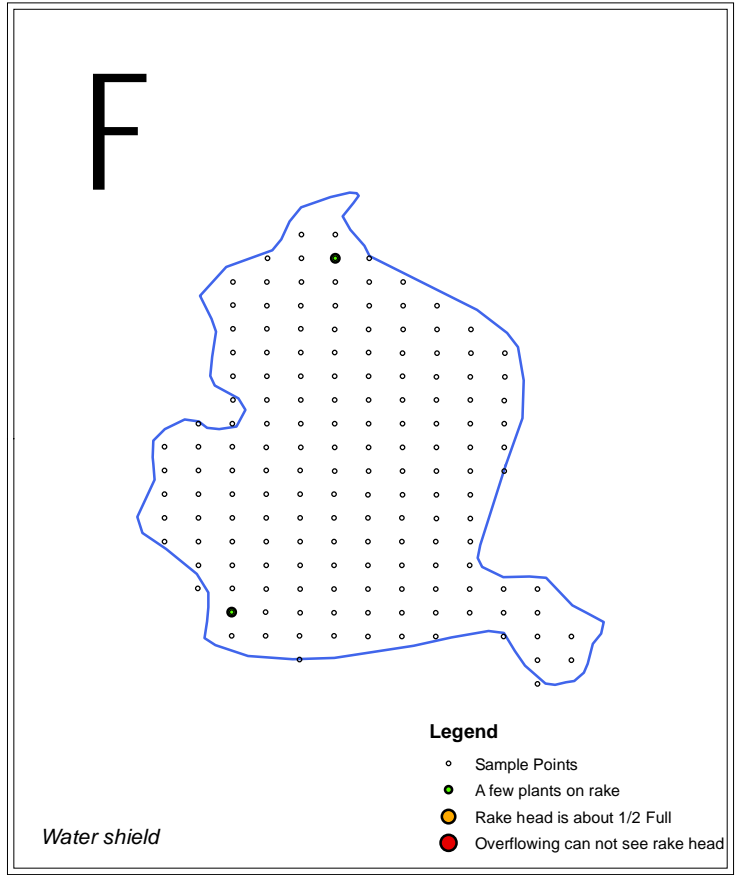 F
Legend
Sample Points
A few plants on rake
Rake head is about 1/2 Full
Overflowing can not see rake head
Water shield